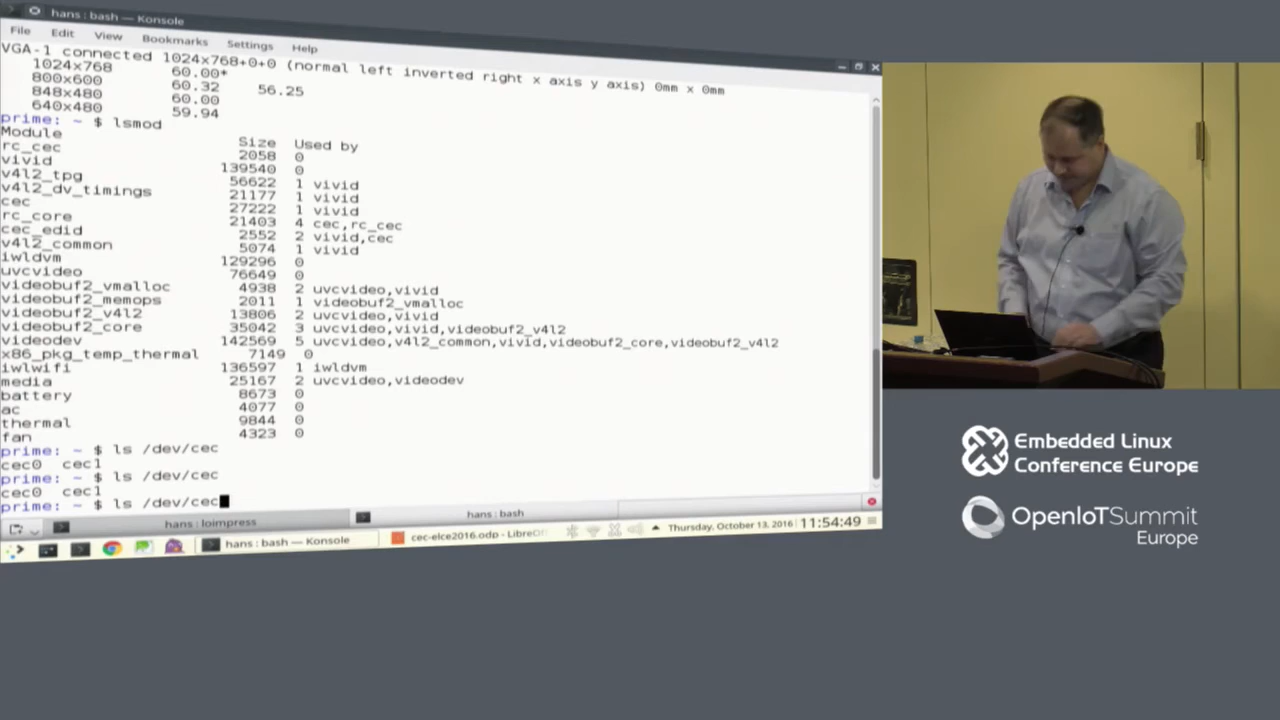 hans : bash — Konsole
File Edit View Bookmarks Settings Help
VGA-1 connected 1024x768+0+0 (normal left inverted right x axis y axis) 0mm x 0mm
1024x768 60.00*
800x600 60.32 56.25
848x480 60.00
640x480 59.94
prime: ~ $ lsmod
Module Size Used by
rc_cec 2058 0
vivid 139540 0
v4l2_tpg 56622 1 vivid
v4l2_dv_timings 21177 1 vivid
cec 27222 1 vivid
rc_core 21403 4 cec,rc_cec
cec_edid 2552 2 vivid,cec
v4l2_common 5074 1 vivid
iwldvm 129296 0
uvcvideo 76649 0
videobuf2_vmalloc 4938 2 uvcvideo,vivid
videobuf2_memops 2011 1 videobuf2_vmalloc
videobuf2_v4l2 13806 2 uvcvideo,vivid
videobuf2_core 35042 3 uvcvideo,vivid,videobuf2_v4l2
videodev 142569 5 uvcvideo,v4l2_common,vivid,videobuf2_core,videobuf2_v4l2
x86_pkg_temp_thermal 7149 0
iwlwifi 136597 1 iwldvm
media 25167 2 uvcvideo,videodev
battery 8673 0
ac 4077 0
thermal 9844 0
fan 4323 0
prime: ~ $ ls /dev/cec
cec0 cec1
prime: ~ $ ls /dev/cec
cec0 cec1
prime: ~ $ ls /dev/cec
hans : loimpress hans : bash
hans : bash — Konsole cec-elce2016.odp - LibreOf Thursday, October 13, 2016 11:54:49
Embedded Linux
Conference Europe
OpenIoTSummit
Europe